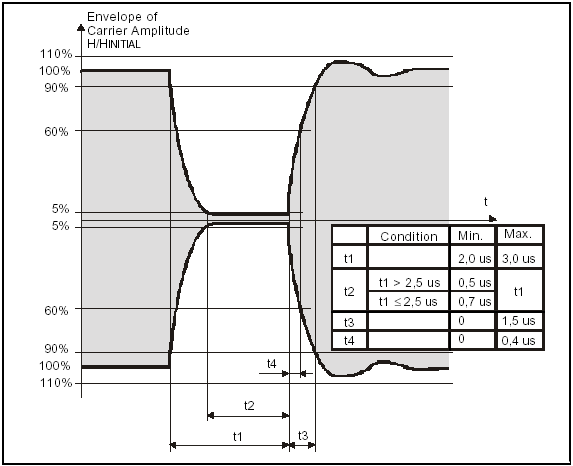 Envelope of
Carrier Amplitude
H/HINITIAL
110%
100%
90%
60%
5%
5%
60%
90%
100%
110%
t
Condition Min. Max.
t1 2,0 us 3,0 us
t2 t1 > 2,5 us 0,5 us t1
t1 ≤ 2,5 us 0,7 us
t3 0 1,5 us
t4 0 0,4 us
t4
t2
t1 t3